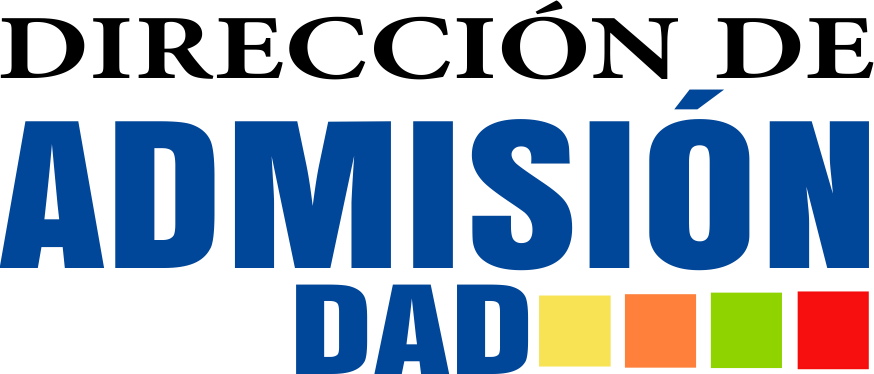 DIRECCIÓN DE
ADMISIÓN
DAD